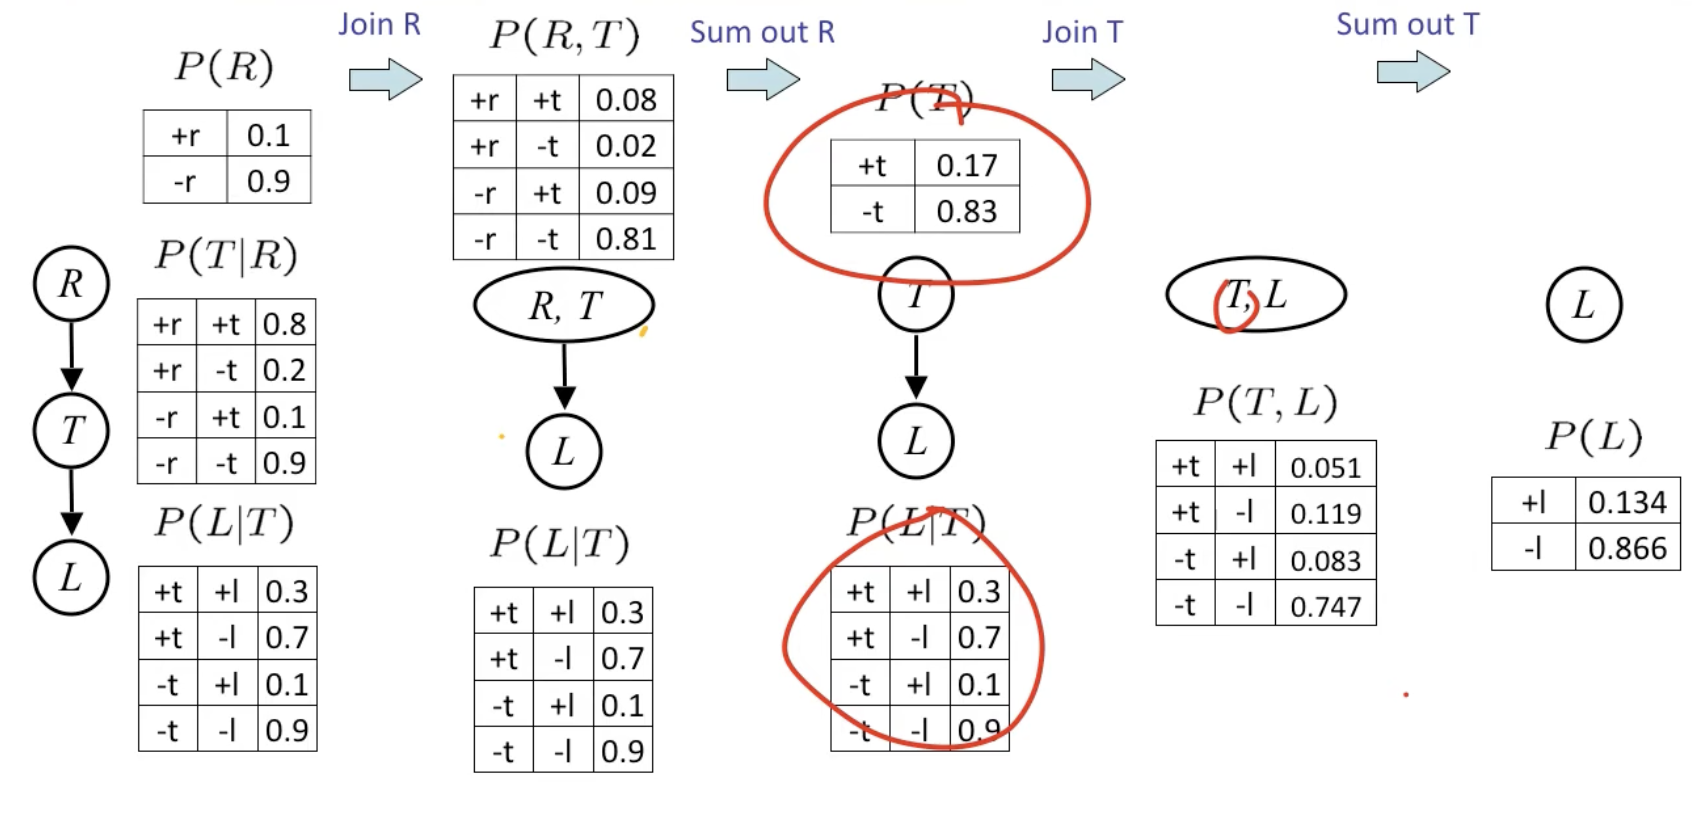 Join R
Sum out R
Join T
Sum out T
P(R)
+r 0.1
-r 0.9
R
T
L
P(T|R)
+r +t 0.8
+r -t 0.2
-r +t 0.1
-r -t 0.9
P(L|T)
+t +l 0.3
+t -l 0.7
-t +l 0.1
-t -l 0.9
P(R, T)
+r +t 0.08
+r -t 0.02
-r +t 0.09
-r -t 0.81
R, T
L
P(L|T)
+t +l 0.3
+t -l 0.7
-t +l 0.1
-t -l 0.9
P(T)
+t 0.17
-t 0.83
T
L
P(L|T)
+t +l 0.3
+t -l 0.7
-t +l 0.1
-t -l 0.9
T, L
P(T, L)
+t +l 0.051
+t -l 0.119
-t +l 0.083
-t -l 0.747
L
P(L)
+l 0.134
-l 0.866